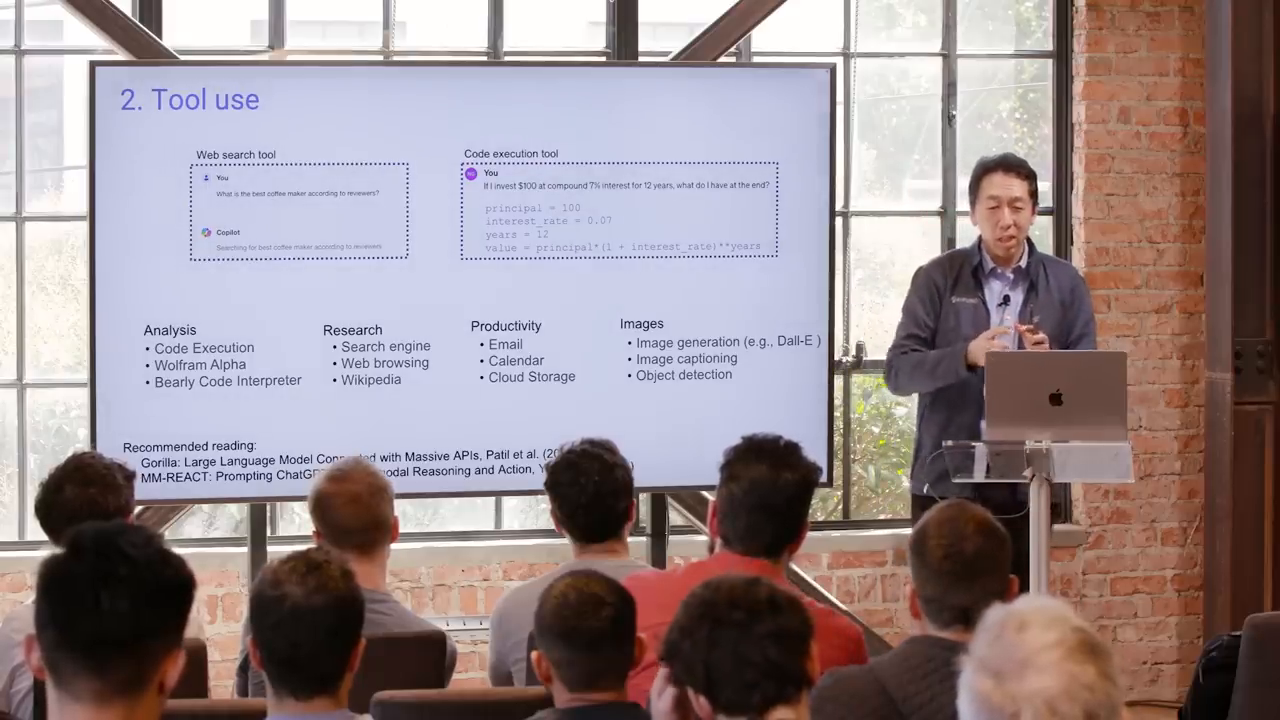 2. Tool use
Web search tool
You
What is the best coffee maker according to reviewers?
Copilot
Searching for best coffee maker according to reviewers
Code execution tool
You
If I invest $100 at compound 7% interest for 12 years, what do I have at the end?
principal = 100
interest_rate = 0.07
years = 12
value = principal*(1 + interest_rate)**years
Analysis
• Code Execution
• Wolfram Alpha
• Bearly Code Interpreter
Research
• Search engine
• Web browsing
• Wikipedia
Productivity
• Email
• Calendar
• Cloud Storage
Images
• Image generation (e.g., Dall-E )
• Image captioning
• Object detection
Recommended reading:
Gorilla: Large Language Model with Massive APIs, Patil et al.
MM-REACT: Prompting Reasoning and Action,